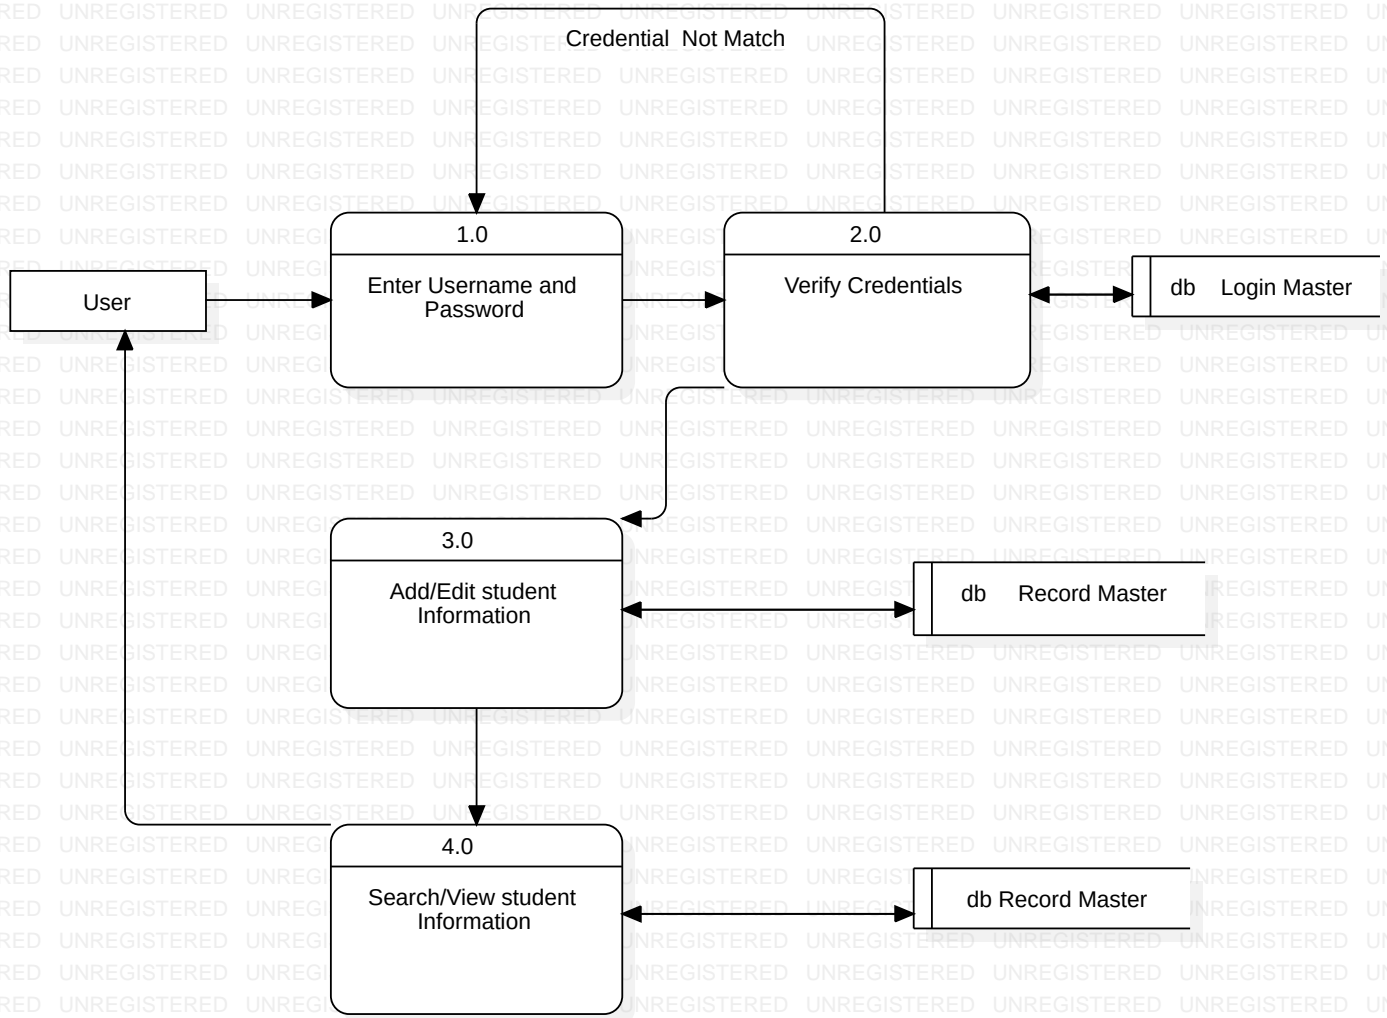 Credential  Not Match
1.0
Enter Username and
Password
2.0
Verify Credentials
User
db    Login Master
3.0
Add/Edit student
Information
db    Record Master
4.0
Search/View student
Information
db Record Master
UNREGISTERED